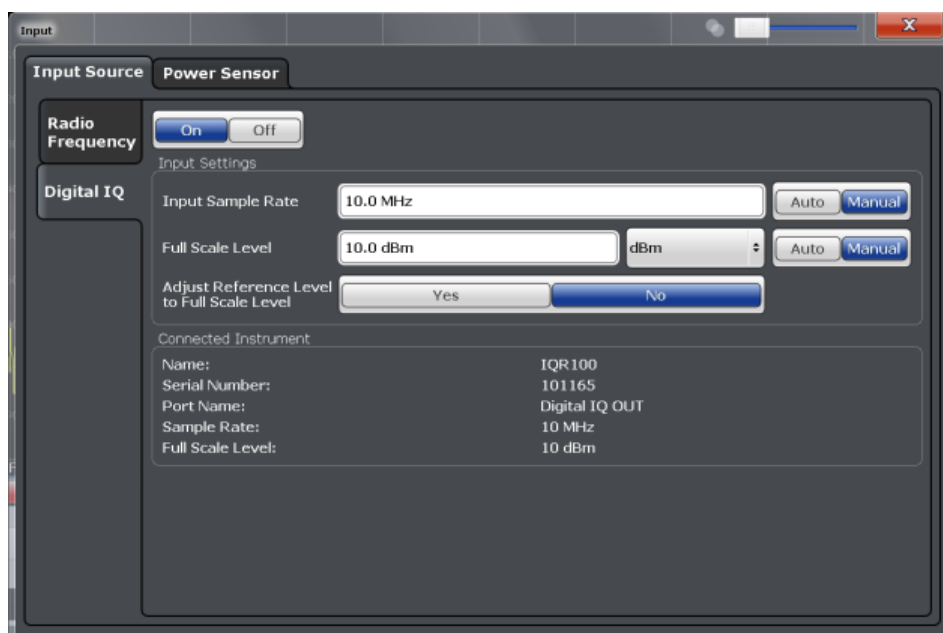 Input
Input Source Power Sensor
Radio
Frequency
Digital IQ
On Off
Input Settings
Input Sample Rate 10.0 MHz Auto Manual
Full Scale Level 10.0 dBm dBm Auto Manual
Adjust Reference Level
to Full Scale Level Yes No
Connected Instrument
Name: IQR100
Serial Number: 101165
Port Name: Digital IQ OUT
Sample Rate: 10 MHz
Full Scale Level: 10 dBm